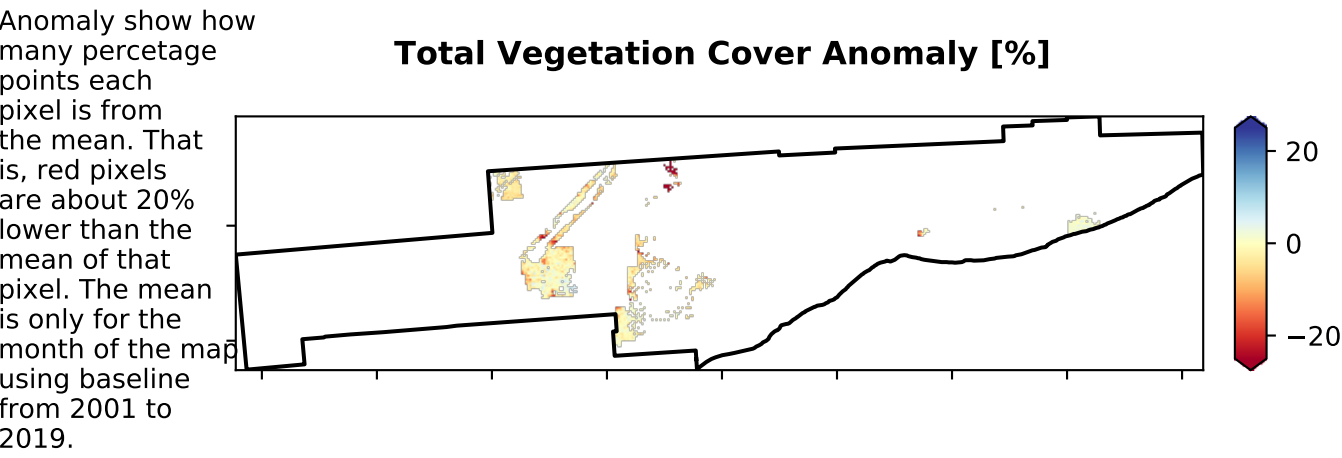 Anomaly show how
many percetage
points each
pixel is from
the mean. That
is, red pixels
are about 20%
lower than the
mean of that
pixel. The mean
is only for the
month of the map
using baseline
from 2001 to
2019.
Total Vegetation Cover Anomaly [%]
20
0
−20